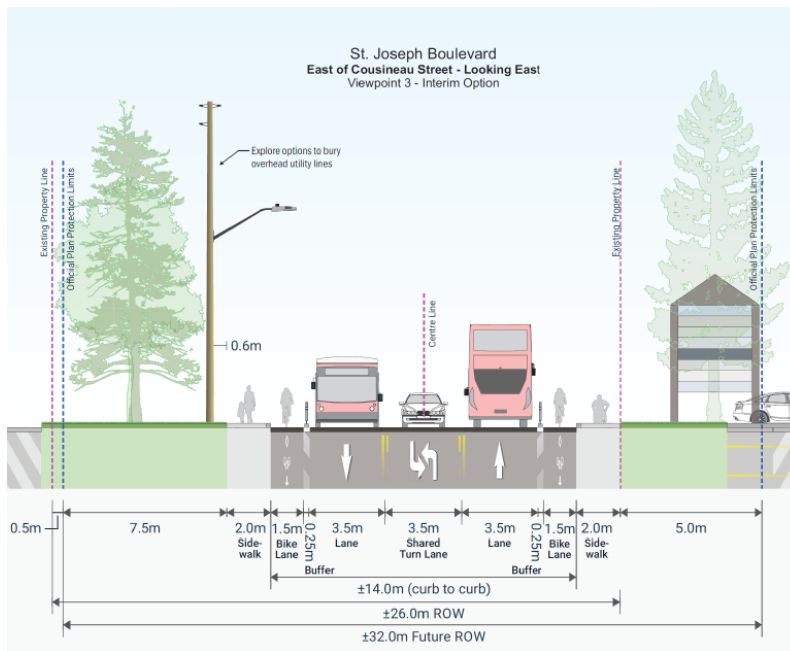 St. Joseph Boulevard
East of Cousineau Street - Looking East
Viewpoint 3 - Interim Option
Explore options to bury
overhead utility lines
Existing Property Line
Official Plan Protection Limits
Centre Line
Existing Property Line
Official Plan Protection Limits
0.6m
0.5m
7.5m
2.0m
Side-
walk
1.5m
Bike
Lane
0.25m
Buffer
3.5m
Lane
3.5m
Shared
Turn Lane
3.5m
Lane
0.25m
Buffer
1.5m
Bike
Lane
2.0m
Side-
walk
5.0m
±14.0m (curb to curb)
±26.0m ROW
±32.0m Future ROW